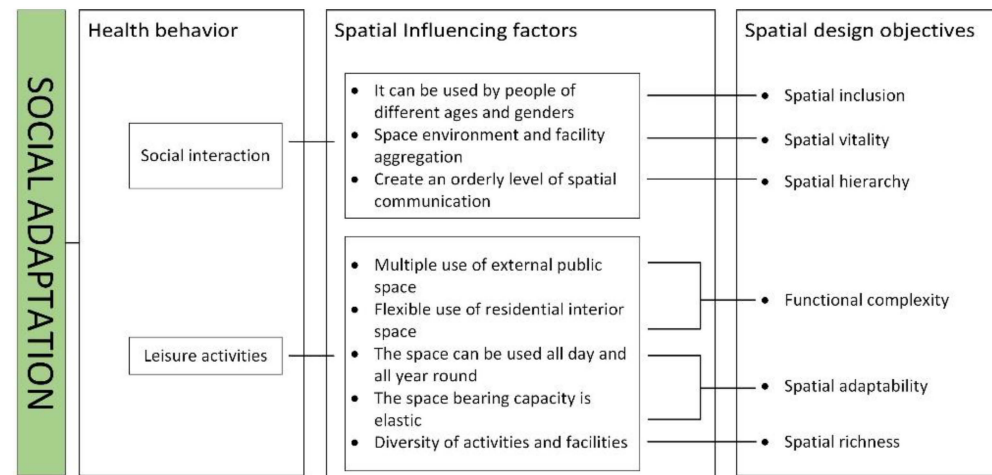 SOCIAL ADAPTATION
Health behavior
Social interaction
Leisure activities
Spatial Influencing factors
• It can be used by people of
different ages and genders
• Space environment and facility
aggregation
• Create an orderly level of spatial
communication
• Multiple use of external public
space
• Flexible use of residential interior
space
• The space can be used all day and
all year round
• The space bearing capacity is
elastic
• Diversity of activities and facilities
Spatial design objectives
• Spatial inclusion
• Spatial vitality
• Spatial hierarchy
• Functional complexity
• Spatial adaptability
• Spatial richness